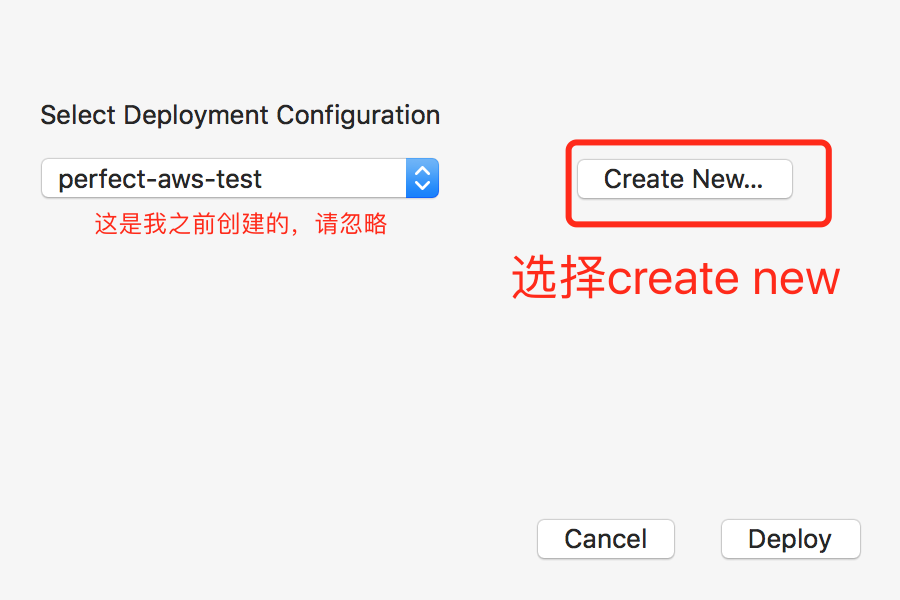 Select Deployment Configuration
perfect-aws-test
Create New...
这是我之前创建的，请忽略
选择create new
Cancel
Deploy